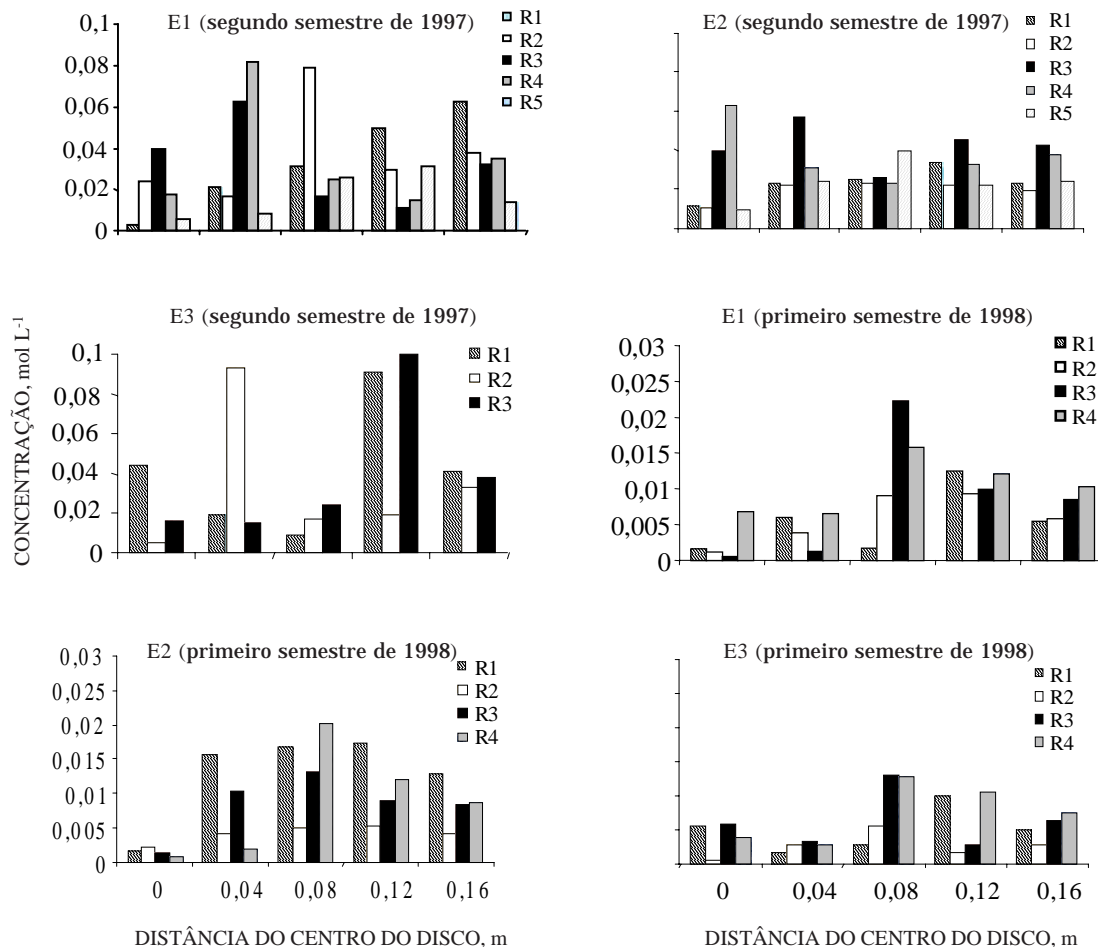 E1 (segundo semestre de 1997)
0,1
0,08
0,06
0,04
0,02
0
R1
R2
R3
R4
R5
E2 (segundo semestre de 1997)
R1
R2
R3
R4
R5
CONCENTRAÇÃO, mol L-1
E3 (segundo semestre de 1997)
0,1
0,08
0,06
0,04
0,02
0
R1
R2
R3
E1 (primeiro semestre de 1998)
0,03
0,025
0,02
0,015
0,01
0,005
0
R1
R2
R3
R4
E2 (primeiro semestre de 1998)
0,03
0,025
0,02
0,015
0,01
0,005
0
R1
R2
R3
R4
0 0,04 0,08 0,12 0,16
DISTÂNCIA DO CENTRO DO DISCO, m
E3 (primeiro semestre de 1998)
R1
R2
R3
R4
0 0,04 0,08 0,12 0,16
DISTÂNCIA DO CENTRO DO DISCO, m